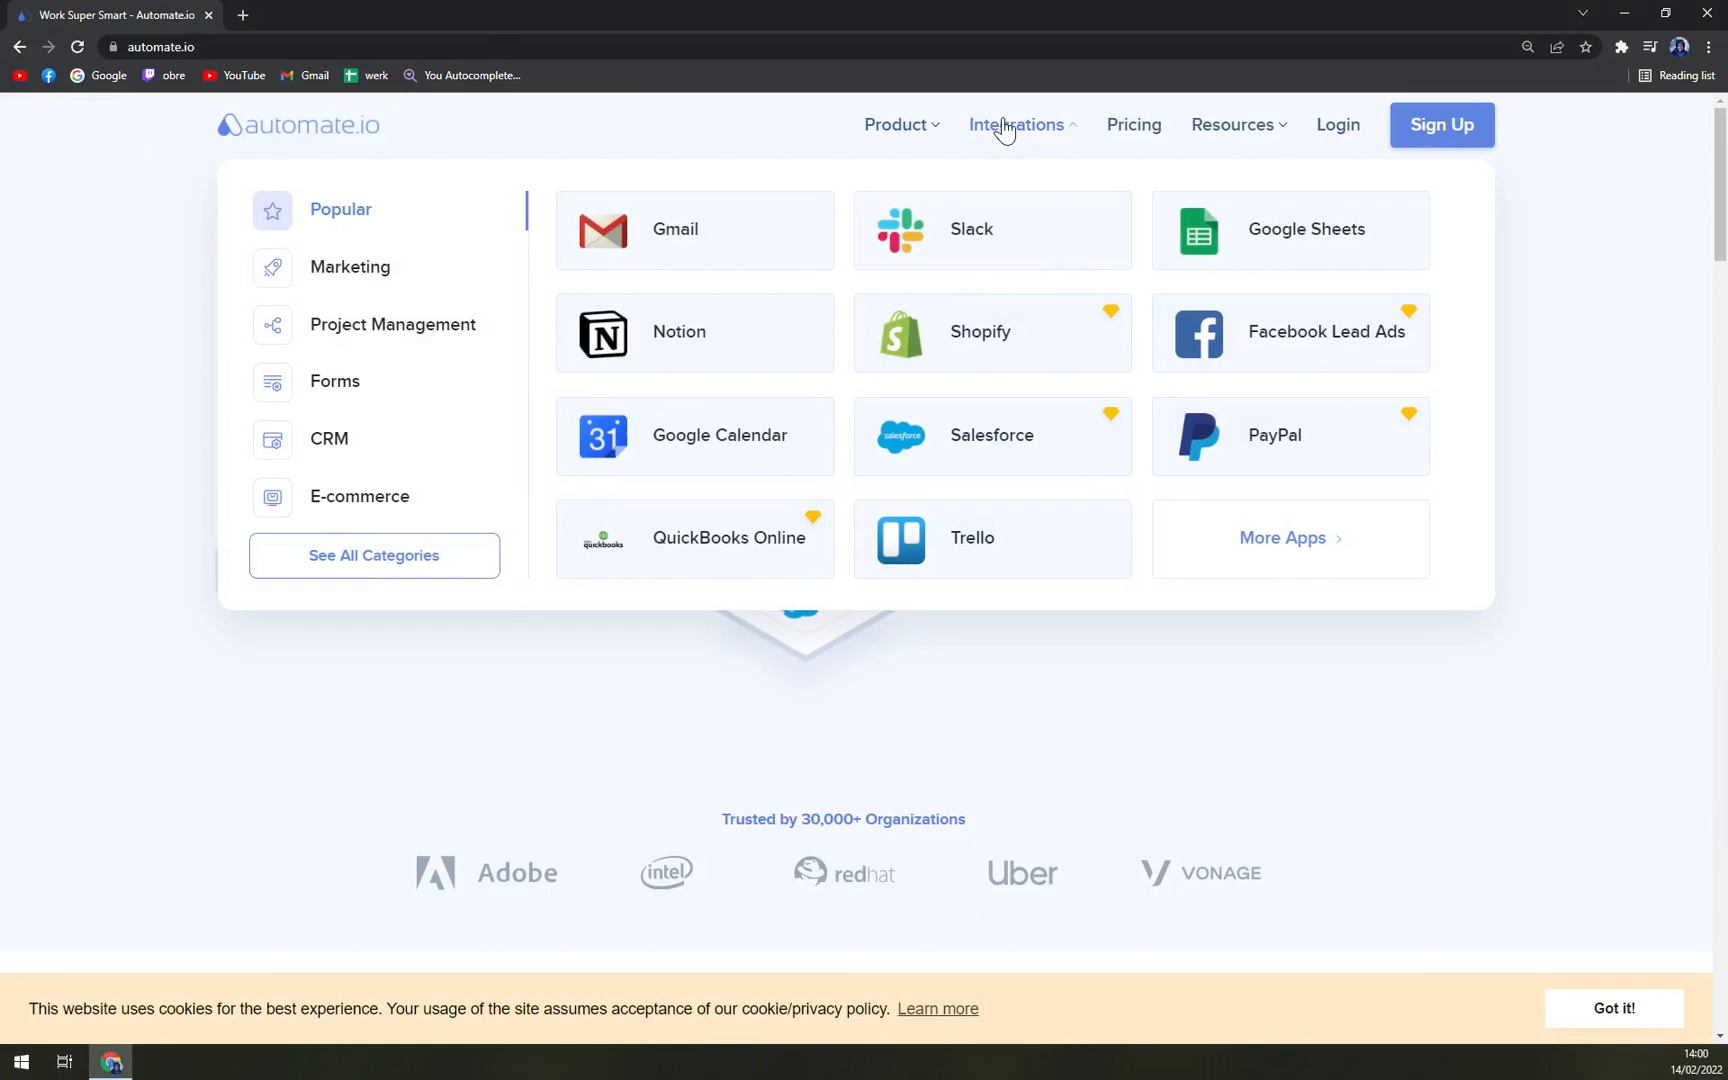 Work Super Smart - Automate.io
automate.io
Google
obre
YouTube
Gmail
werk
You Autocomplete...
Reading list
automate.io
Product
Integrations
Pricing
Resources
Login
Sign Up
Popular
Marketing
Project Management
Forms
CRM
E-commerce
See All Categories
Gmail
Slack
Google Sheets
Notion
Shopify
Facebook Lead Ads
31
Google Calendar
salesforce
Salesforce
PayPal
quickbooks
QuickBooks Online
Trello
More Apps
Trusted by 30,000+ Organizations
Adobe
intel
redhat
Uber
VONAGE
This website uses cookies for the best experience. Your usage of the site assumes acceptance of our cookie/privacy policy. Learn more
Got it!
14:00
14/02/2022